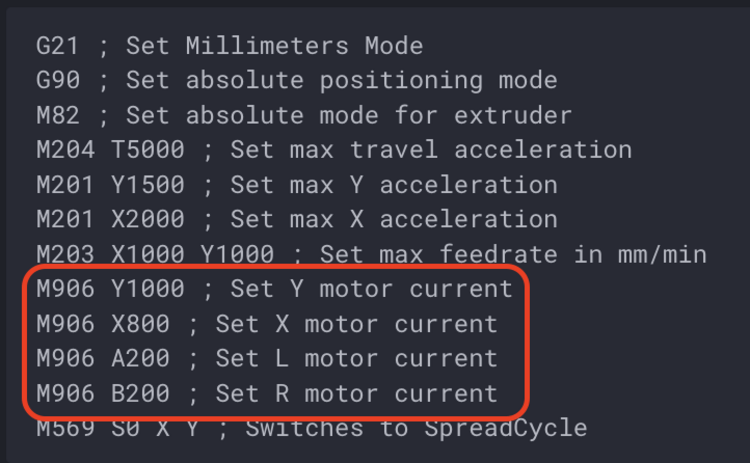 G21 ; Set Millimeters Mode
G90 ; Set absolute positioning mode
M82 ; Set absolute mode for extruder
M204 T5000 ; Set max travel acceleration
M201 Y1500 ; Set max Y acceleration
M201 X2000 ; Set max X acceleration
M203 X1000 Y1000 ; Set max feedrate in mm/min
M906 Y1000 ; Set Y motor current
M906 X800 ; Set X motor current
M906 A200 ; Set L motor current
M906 B200 ; Set R motor current
M569 S0 X Y ; Switches to SpreadCycle